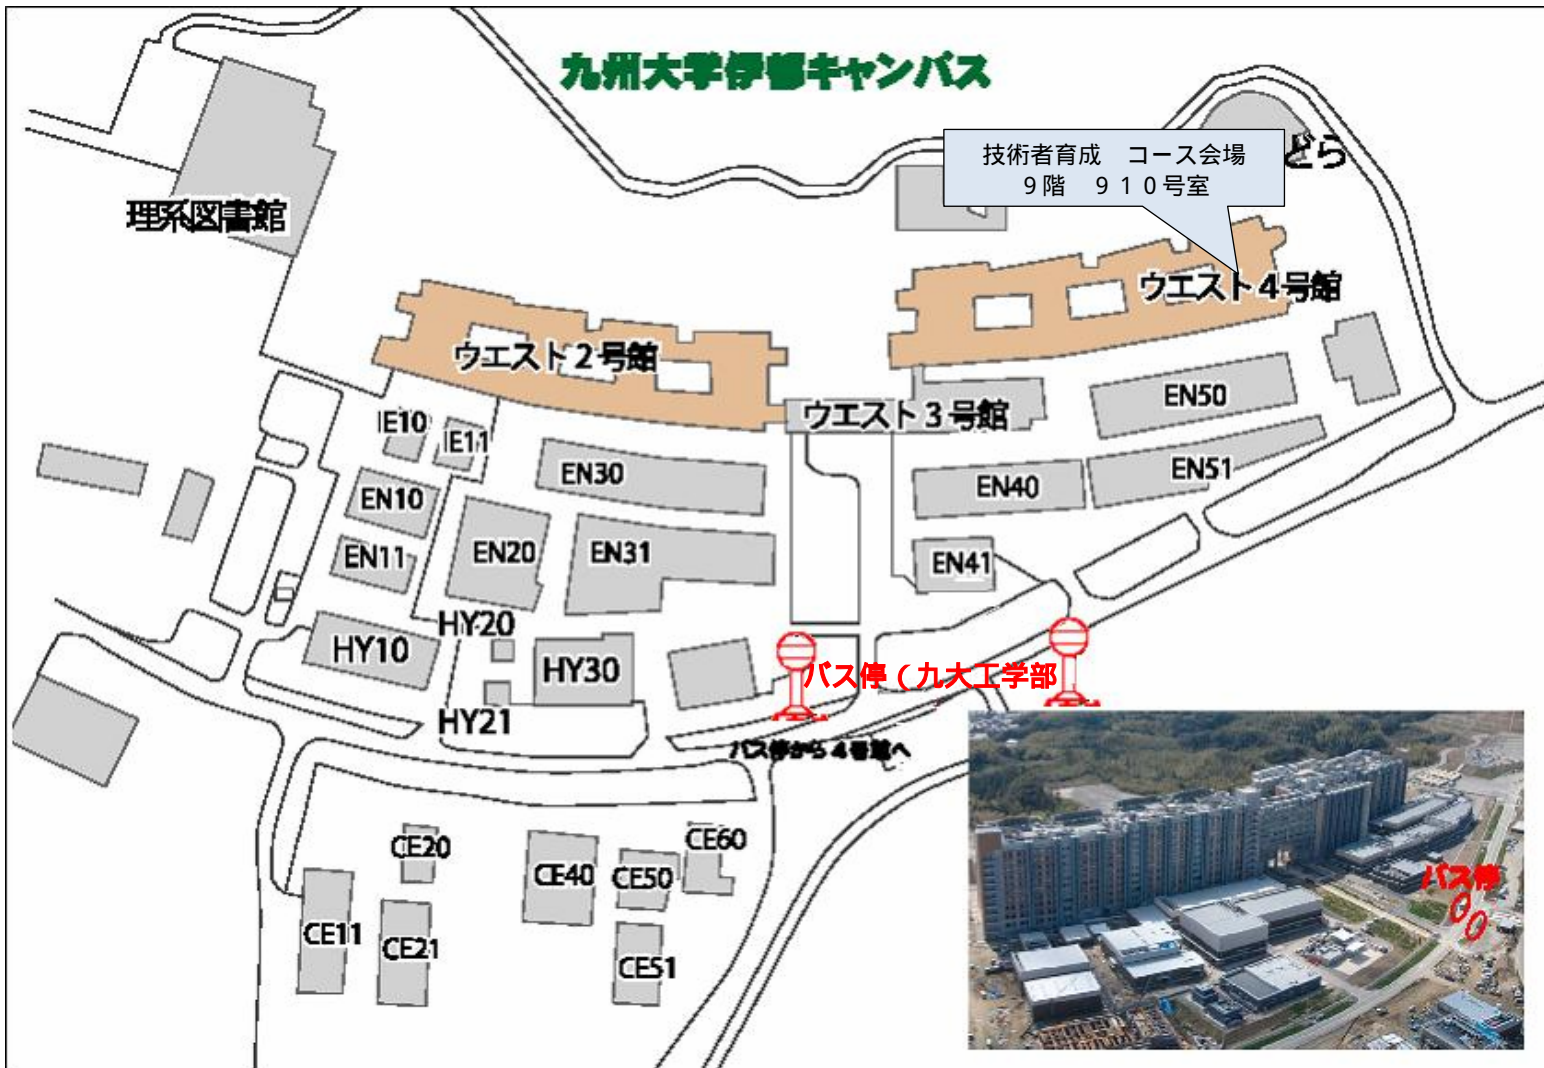 九州大学伊都キャンパス
技術者育成　コース会場
９階　９１０号室
どら
理系図書館
ウエスト４号館
ウエスト２号館
ウエスト３号館
IE10
IE11
EN10
EN11
EN20
EN30
EN31
EN40
EN41
EN50
EN51
HY10
HY20
HY21
HY30
バス停（九大工学部
バス停から４号館へ
CE20
CE40
CE50
CE60
CE11
CE21
CE51
バス停